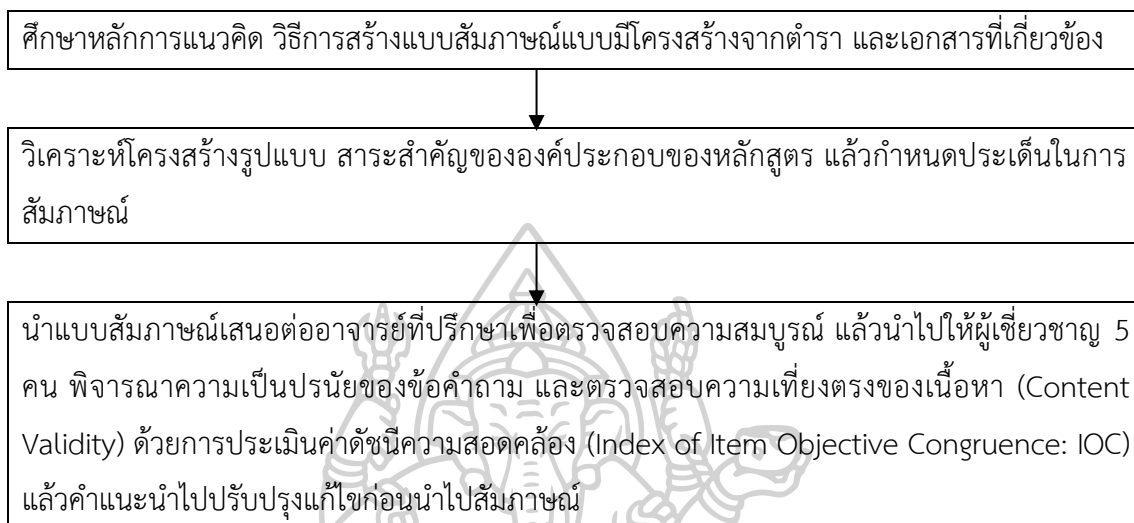 ศึกษาหลักการแนวคิด วิธีการสร้างแบบสัมภาษณ์แบบมีโครงสร้างจากตำรา และเอกสารที่เกี่ยวข้อง
วิเคราะห์โครงสร้างรูปแบบ สาระสำคัญขององค์ประกอบของหลักสูตร แล้วกำหนดประเด็นในการ
สัมภาษณ์
นำแบบสัมภาษณ์เสนอต่ออาจารย์ที่ปรึกษาเพื่อตรวจสอบความสมบูรณ์ แล้วนำไปให้ผู้เชี่ยวชาญ 5
คน พิจารณาความเป็นปรนัยของข้อคำถาม และตรวจสอบความเที่ยงตรงของเนื้อหา (Content
Validity) ด้วยการประเมินค่าดัชนีความสอดคล้อง (Index of Item Objective Congruence: IOC)
แล้วคำแนะนำไปปรับปรุงแก้ไขก่อนนำไปสัมภาษณ์